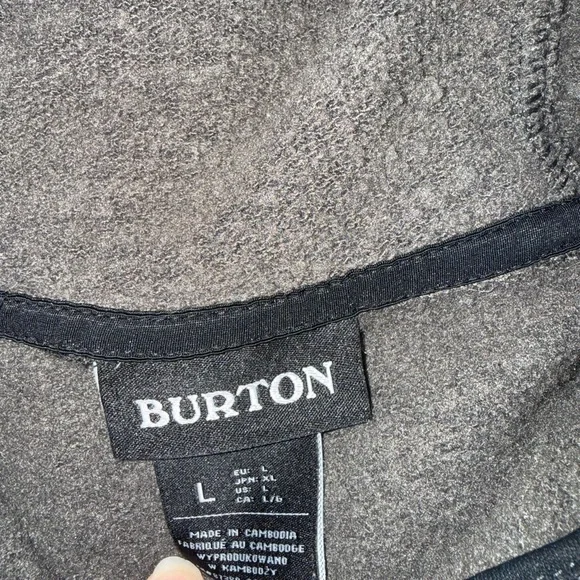 BURTON
L
EU: L
JPN: XL
US: L
CA: L/G
MADE IN CAMBODIA
FABRIQUÉ AU CAMBODGE
WYPRODUKOWANO
W KAMBODŻY